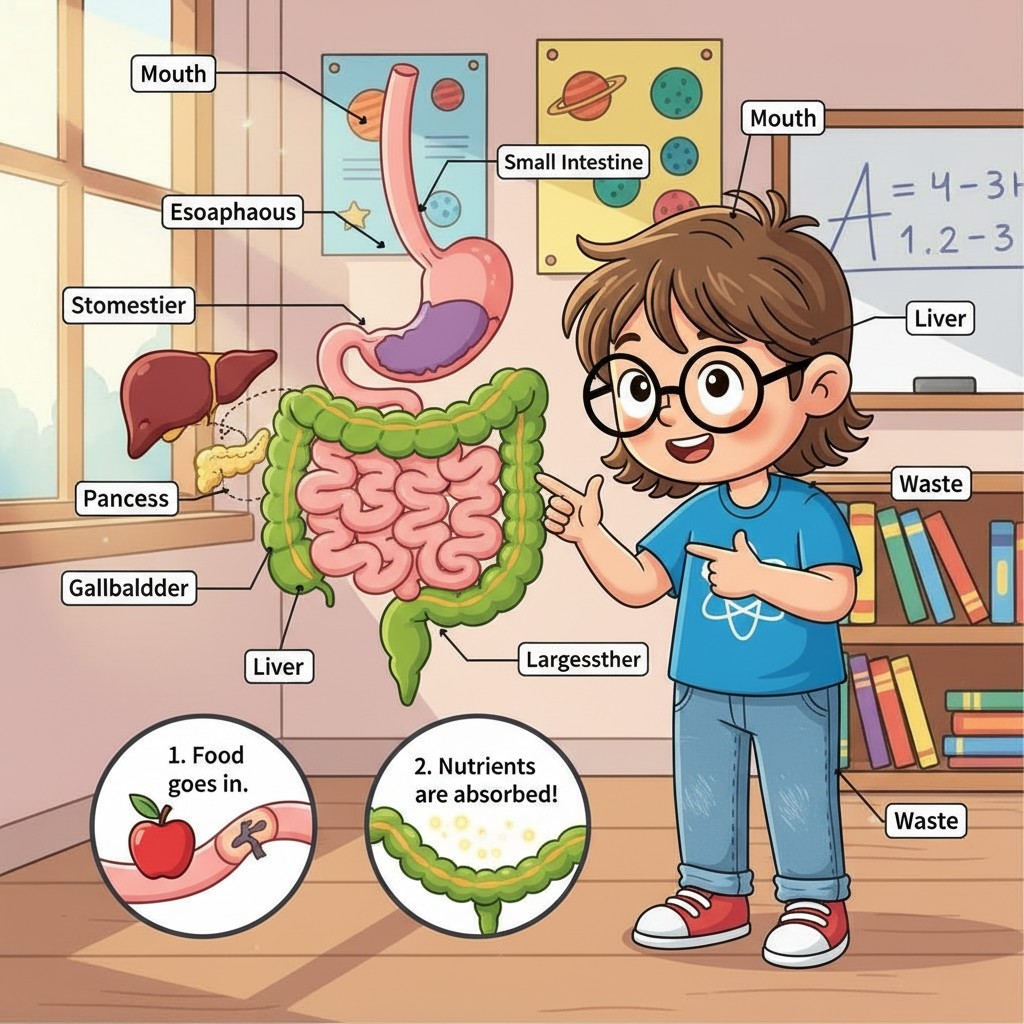 Mouth
Mouth
Small Intestine
Esoaphaous
A = 4-3
1.2-3
Stomestier
Liver
Pancess
Waste
Gallbaldder
Liver
Largessther
1. Food
goes in.
2. Nutrients
are absorbed!
Waste